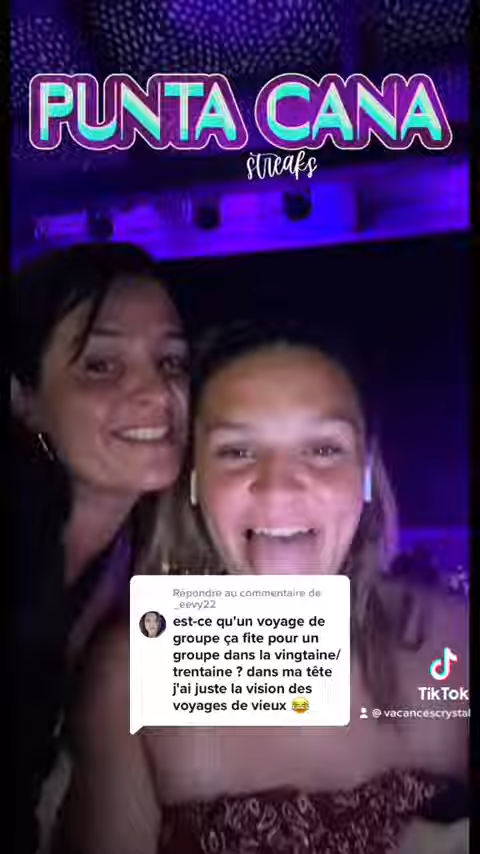 PUNTA CANA
streaks
Répondre au commentaire de
_eevy22
est-ce qu'un voyage de
groupe ça fite pour un
groupe dans la vingtaine/
trentaine ? dans ma tête
j'ai juste la vision des
voyages de vieux 😂
TikTok
@vacancescrystal